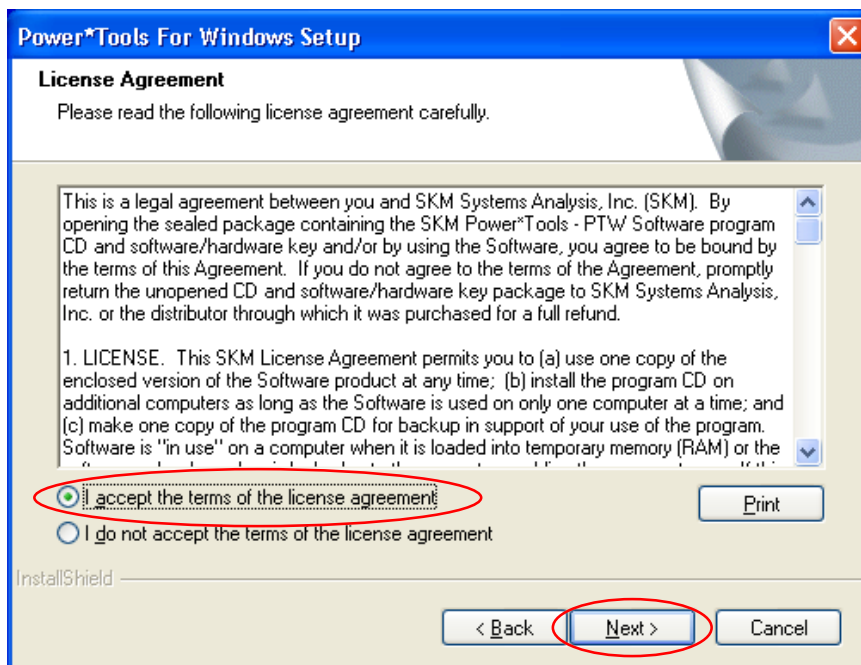 Power*Tools For Windows Setup
License Agreement
Please read the following license agreement carefully.
This is a legal agreement between you and SKM Systems Analysis, Inc. (SKM). By
opening the sealed package containing the SKM Power*Tools - PTW Software program
CD and software/hardware key and/or by using the Software, you agree to be bound by
the terms of this Agreement. If you do not agree to the terms of the Agreement, promptly
return the unopened CD and software/hardware key package to SKM Systems Analysis,
Inc. or the distributor through which it was purchased for a full refund.
1. LICENSE. This SKM License Agreement permits you to (a) use one copy of the
enclosed version of the Software product at any time; (b) install the program CD on
additional computers as long as the Software is used on only one computer at a time; and
(c) make one copy of the program CD for backup in support of your use of the program.
Software is "in use" on a computer when it is loaded into temporary memory (RAM) or the
I accept the terms of the license agreement
Print
I do not accept the terms of the license agreement
InstallShield
< Back
Next >
Cancel